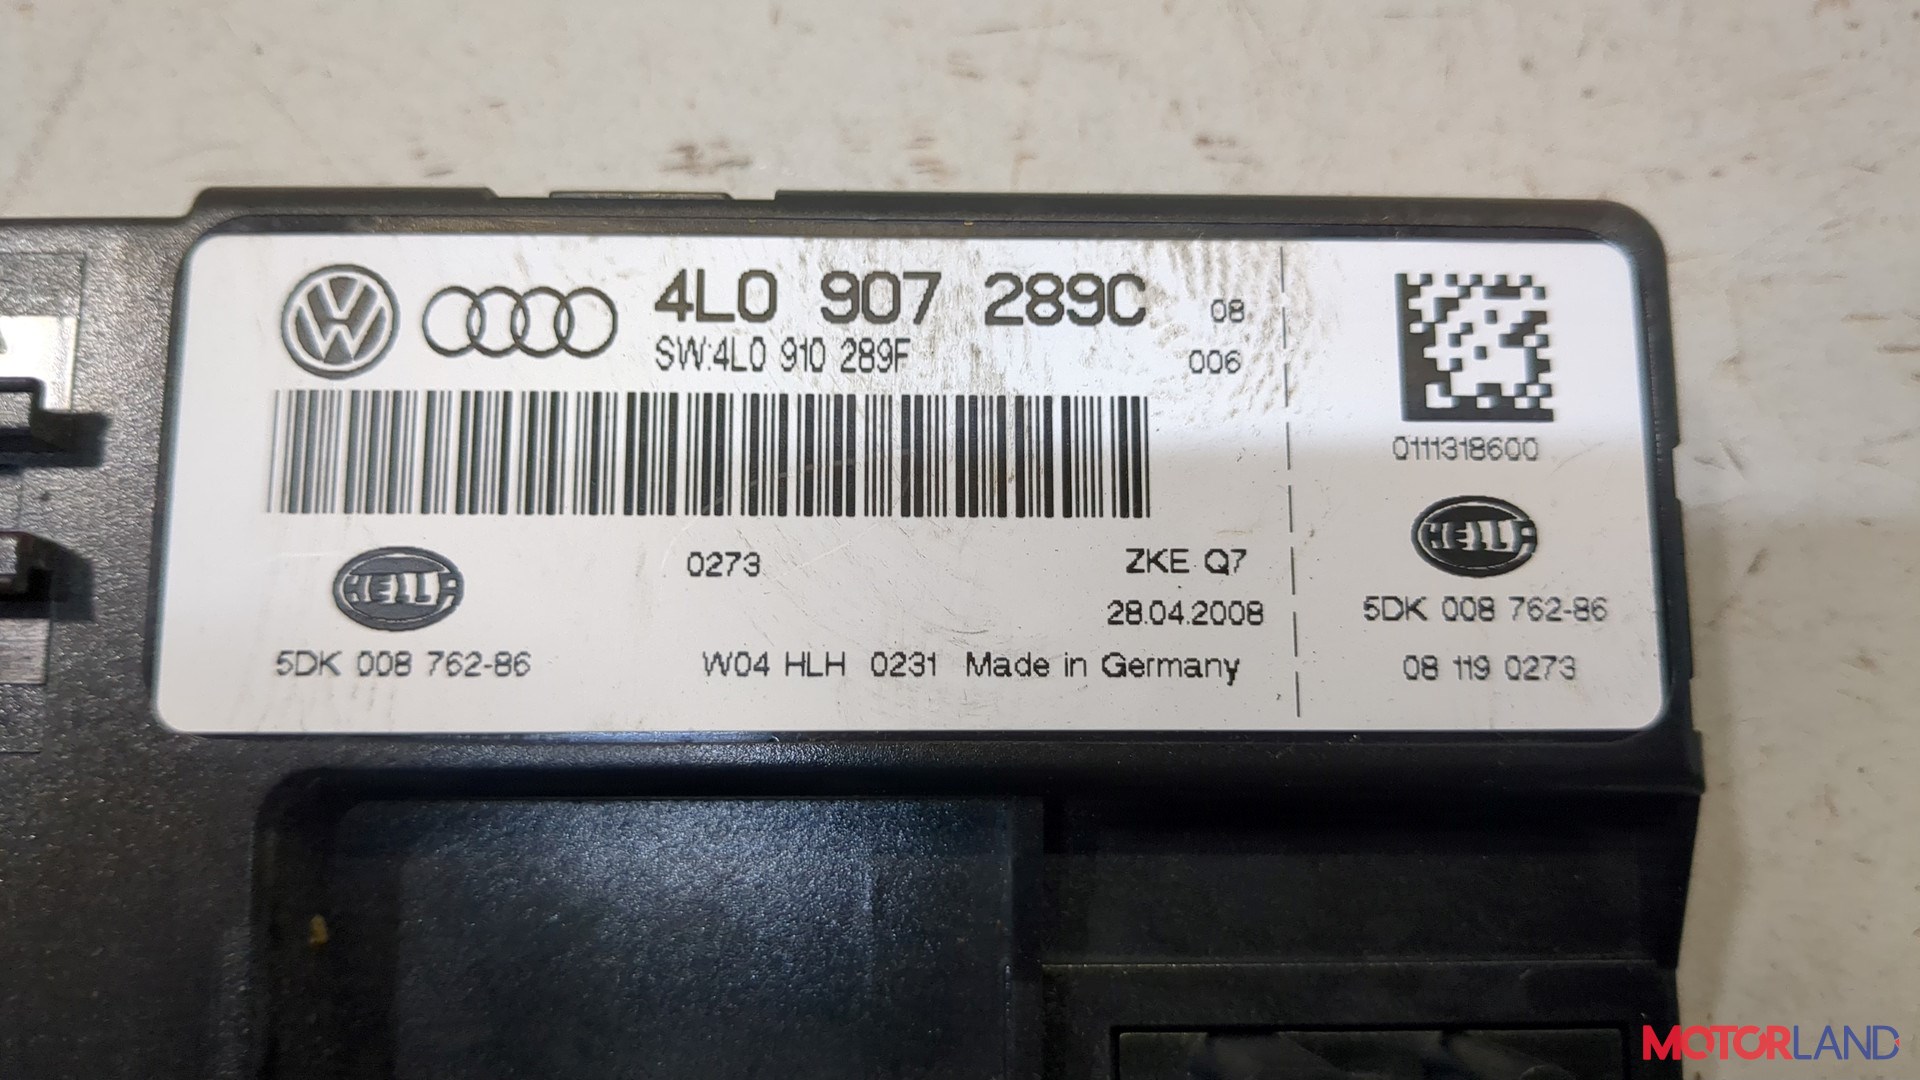 4L0 907 289C 08
SW:4L0 910 289F 006
0273 ZKE Q7
HELLA
28.04.2008
5DK 008 762-86 W04 HLH 0231 Made in Germany
0111318600
HELLA
5DK 008 762-86
08 119 0273
A
MOTORLAND